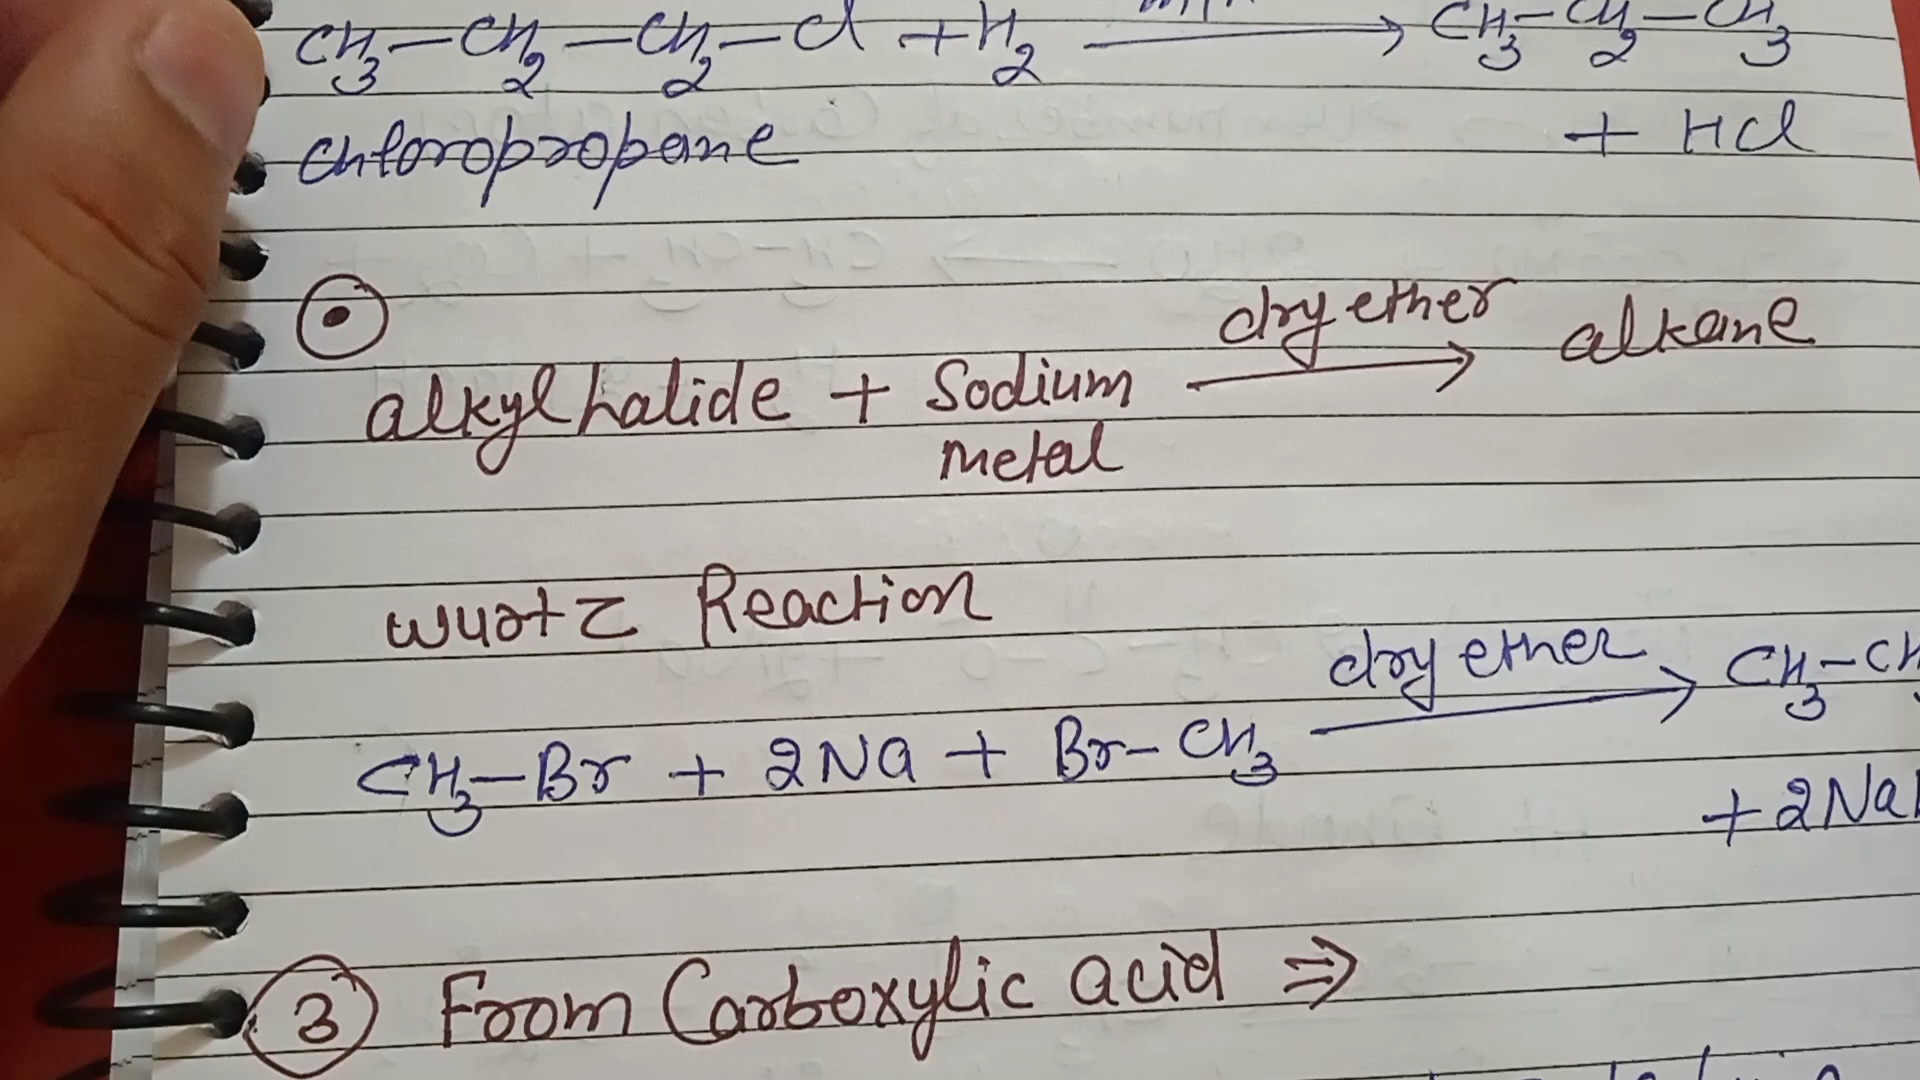 CH₃-CH₂-CH₂-Cl + H₂ ⟶ CH₃-CH₂-CH₃
chloropropane + HCl
alkyl halide + Sodium metal dry ether ⟶ alkane
wurtz Reaction
CH₃-Br + 2Na + Br-CH₃ dry ether ⟶ CH₃-CH
+ 2Na
3 From Carboxylic acid ⇒